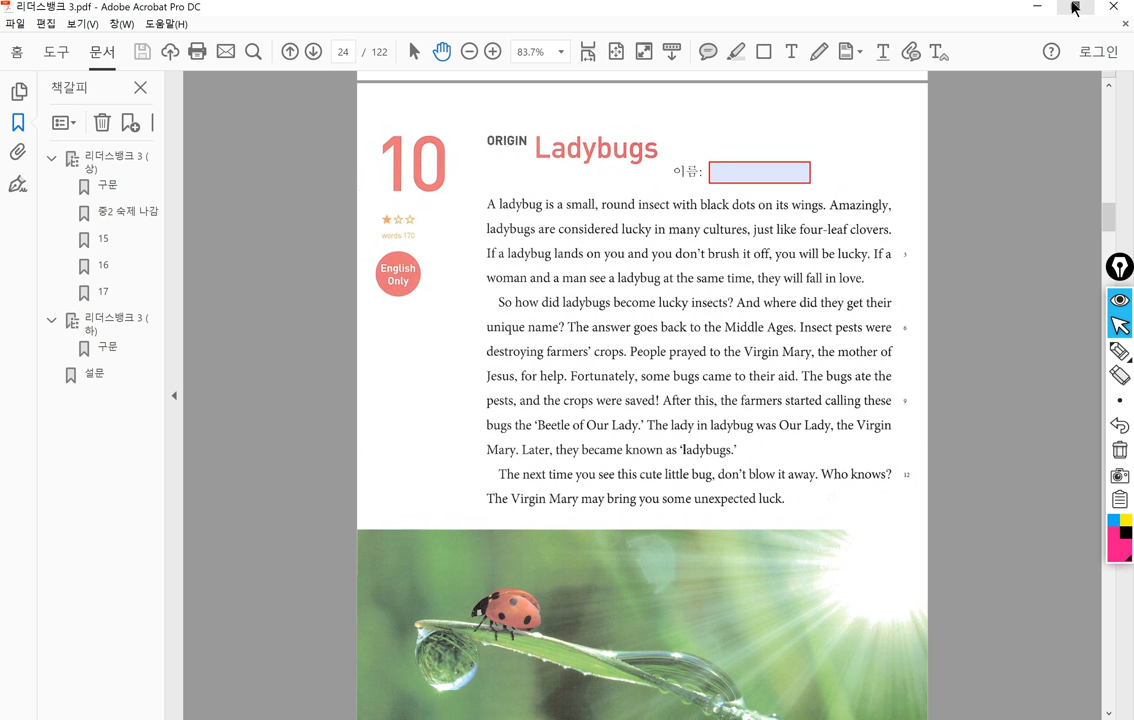 리더스뱅크 3.pdf - Adobe Acrobat Pro DC
파일 편집 보기(V) 창(W) 도움말(H)
홈 도구 문서 24 / 122 83.7% 로그인
책갈피
리더스뱅크 3 (
상)
구문
중2 숙제 나감
15
16
17
리더스뱅크 3 (
하)
구문
설문
10
ORIGIN Ladybugs
이름:
words 170
English
Only
A ladybug is a small, round insect with black dots on its wings. Amazingly,
ladybugs are considered lucky in many cultures, just like four-leaf clovers.
If a ladybug lands on you and you don't brush it off, you will be lucky. If a 3
woman and a man see a ladybug at the same time, they will fall in love.
So how did ladybugs become lucky insects? And where did they get their
unique name? The answer goes back to the Middle Ages. Insect pests were 6
destroying farmers' crops. People prayed to the Virgin Mary, the mother of
Jesus, for help. Fortunately, some bugs came to their aid. The bugs ate the
pests, and the crops were saved! After this, the farmers started calling these 9
bugs the 'Beetle of Our Lady.' The lady in ladybug was Our Lady, the Virgin
Mary. Later, they became known as 'ladybugs.'
The next time you see this cute little bug, don't blow it away. Who knows? 12
The Virgin Mary may bring you some unexpected luck.